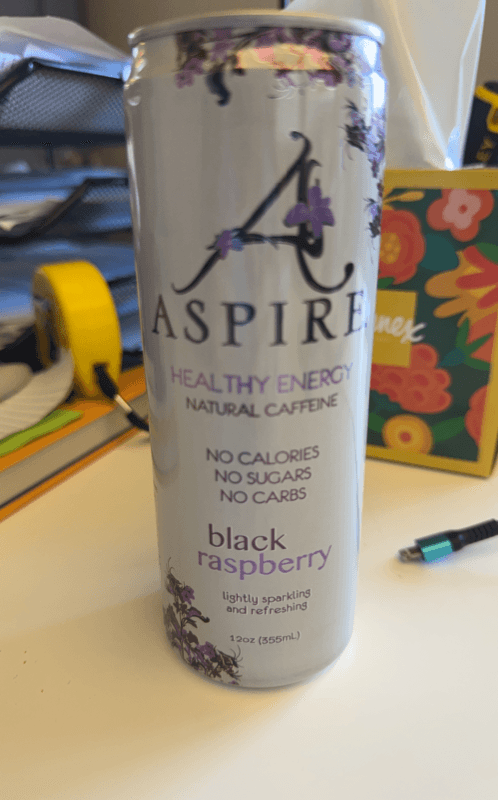 A
ASPIRE
HEALTHY ENERGY
NATURAL CAFFEINE
NO CALORIES
NO SUGARS
NO CARBS
black
raspberry
lightly sparkling
and refreshing
12oz (355mL)
nex